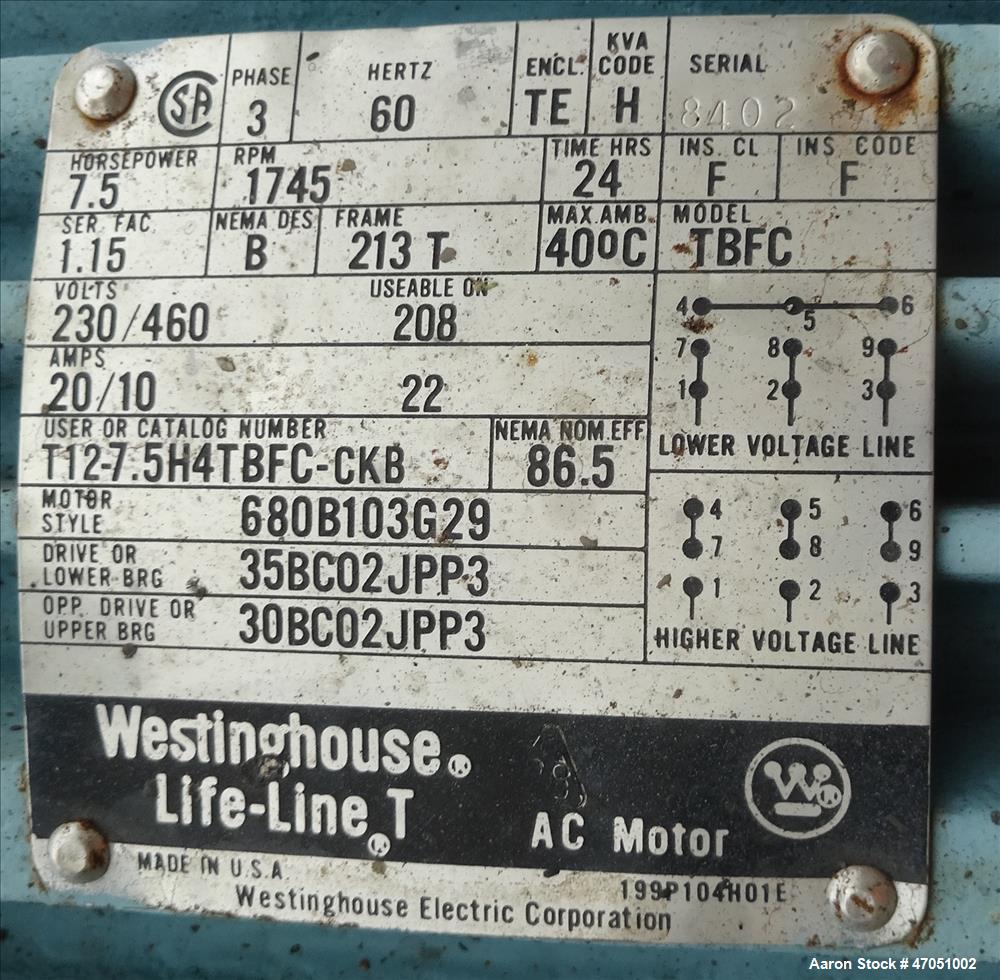 SA
PHASE
3
HERTZ
60
ENCL.
TE
KVA
CODE
H
SERIAL
8402
HORSEPOWER
7.5
RPM
1745
TIME HRS
24
INS. CL
F
INS CODE
F
SER FAC.
1.15
NEMA DES
B
FRAME
213 T
MAX.AMB.
40ºC
MODEL
TBFC
VOLTS
230/460
USEABLE ON
208
AMPS
20/10
22
USER OR CATALOG NUMBER
T12-7.5H4TBFC-CKB
NEMA NOM EFF
86.5
MOTOR
STYLE
680B103G29
DRIVE OR
LOWER BRG
35BC02JPP3
OPP. DRIVE OR
UPPER BRG
30BC02JPP3
4 5 6
7 8 9
1 2 3
LOWER VOLTAGE LINE
4 5 6
7 8 9
1 2 3
HIGHER VOLTAGE LINE
Westinghouse®
Life-Line®T
AC Motor
W®
MADE IN U.S.A.
199P104H01E
Westinghouse Electric Corporation
Aaron Stock # 47051002